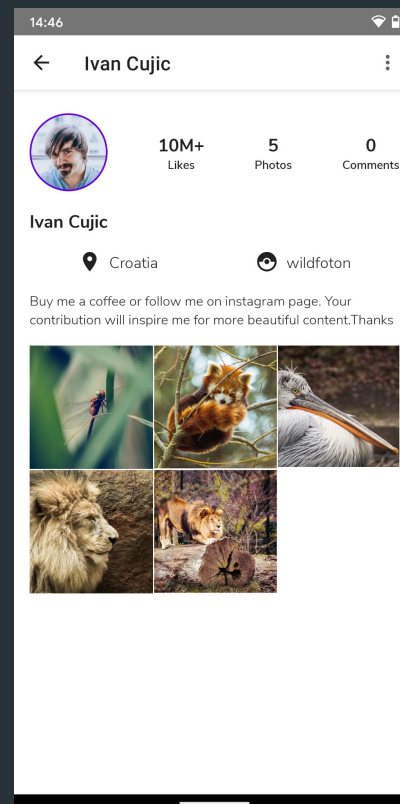 14:46
Ivan Cujic
10M+ 5 0
Likes Photos Comments
Ivan Cujic
Croatia wildfoton
Buy me a coffee or follow me on instagram page. Your
contribution will inspire me for more beautiful content.Thanks